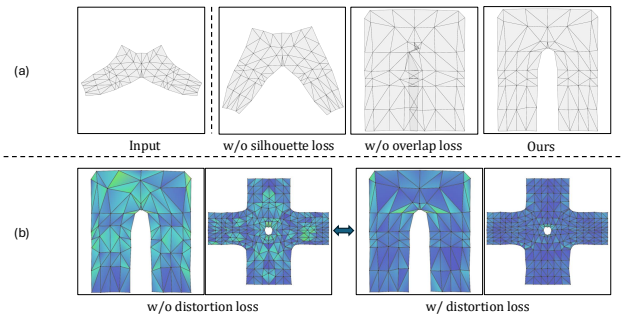 (a)
Input
w/o silhouette loss
w/o overlap loss
Ours
(b)
w/o distortion loss
w/ distortion loss